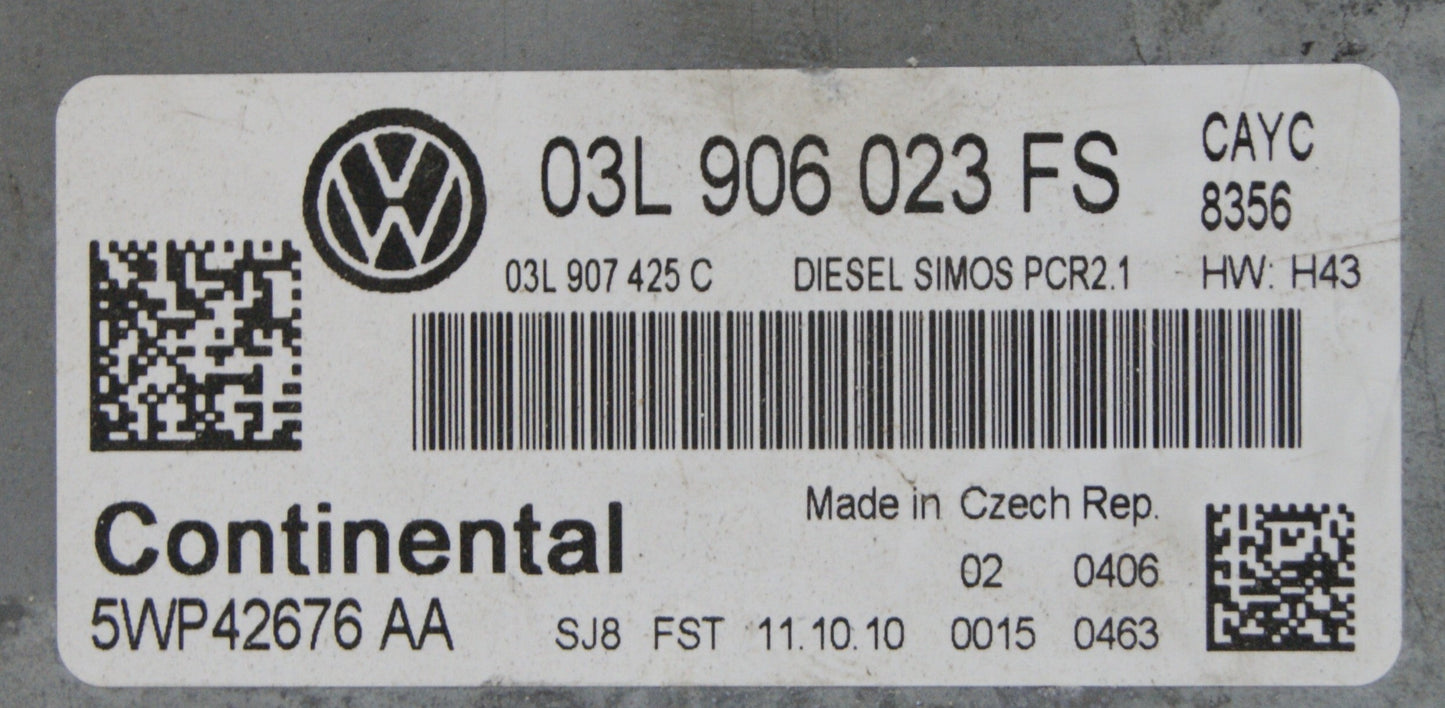 03L 906 023 FS
CAYC
8356
03L 907 425 C DIESEL SIMOS PCR2.1 HW: H43
Continental
Made in Czech Rep.
02 0406
5WP42676 AA SJ8 FST 11.10.10 0015 0463